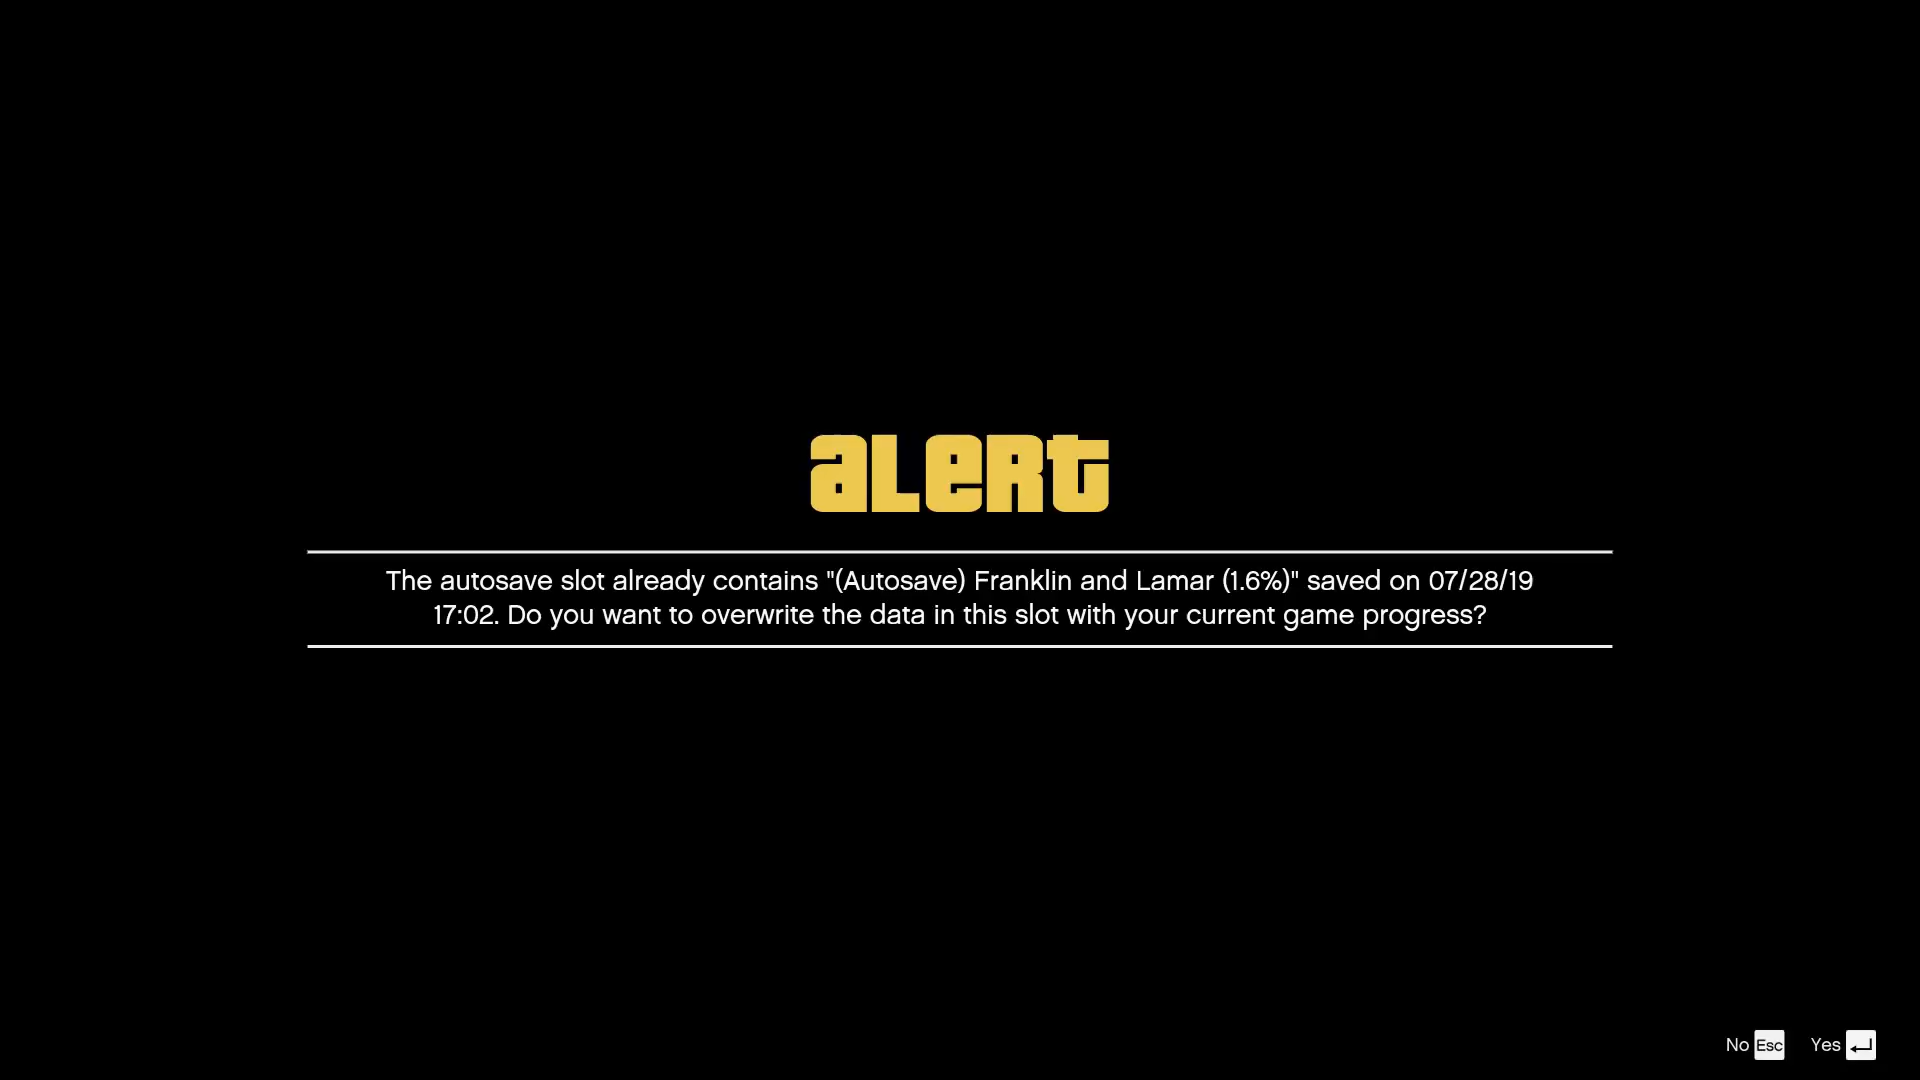 aLeRt
The autosave slot already contains "(Autosave) Franklin and Lamar (1.6%)" saved on 07/28/19
17:02. Do you want to overwrite the data in this slot with your current game progress?
No Esc Yes